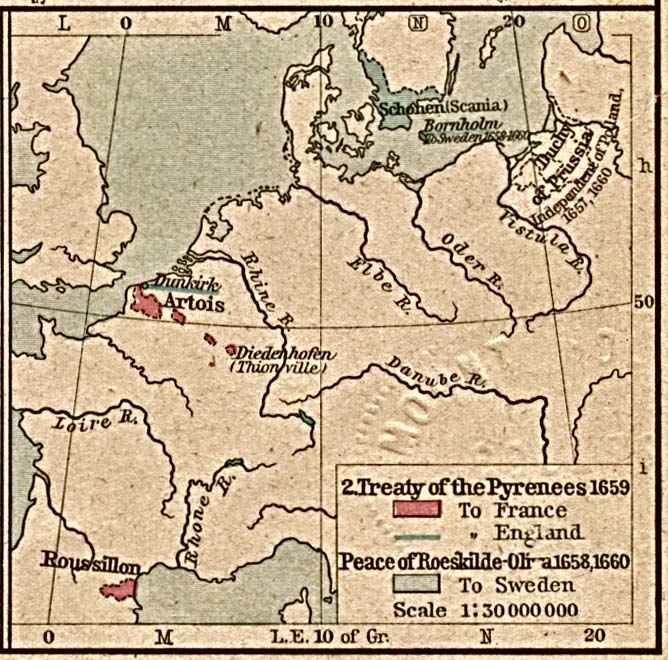 L 0 M 10 N 20 O
Schonen (Scania)
Bornholm
To Sweden 1658-1660
Duchy
of Prussia
Independent of Poland,
1657, 1660
Vistula R.
Oder R.
Elbe R.
Rhine R.
Dunkirk
Artois
50
Diedenhofen
(Thionville)
Danube R.
Loire R.
Rhone R.
Roussillon
2. Treaty of the Pyrenees 1659
To France
„ England
Peace of Roeskilde-Oliva 1658, 1660
To Sweden
Scale 1:30 000 000
0 M L.E. 10 of Gr. N 20